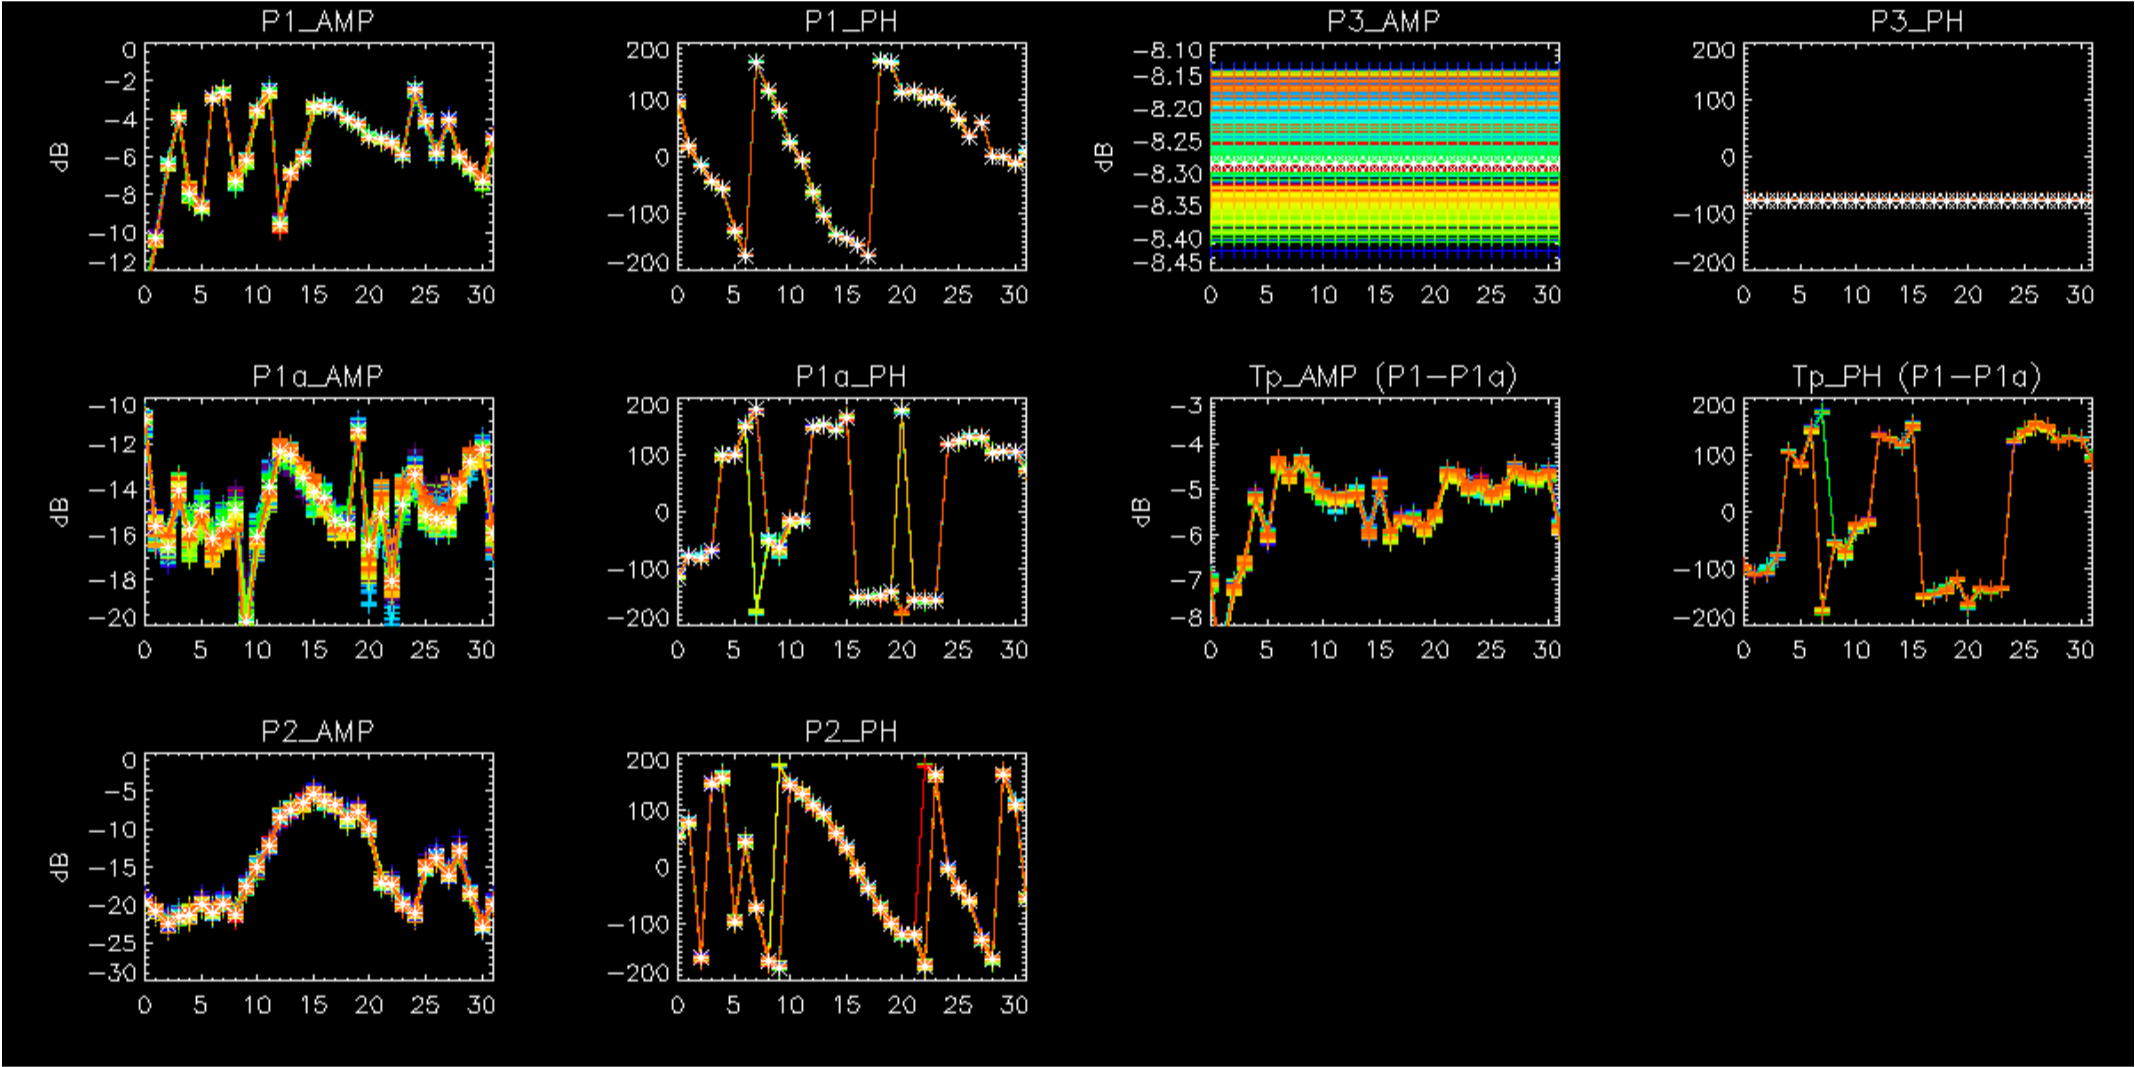 P1_AMP
P1_PH
P3_AMP
P3_PH
dB
0
-2
-4
-6
-8
-10
-12
0 5 10 15 20 25 30
200
100
0
-100
-200
0 5 10 15 20 25 30
dB
-8.10
-8.15
-8.20
-8.25
-8.30
-8.35
-8.40
-8.45
0 5 10 15 20 25 30
200
100
0
-100
-200
0 5 10 15 20 25 30
P1a_AMP
P1a_PH
Tp_AMP (P1-P1a)
Tp_PH (P1-P1a)
dB
-10
-12
-14
-16
-18
-20
0 5 10 15 20 25 30
200
100
0
-100
-200
0 5 10 15 20 25 30
dB
-3
-4
-5
-6
-7
-8
0 5 10 15 20 25 30
200
100
0
-100
-200
0 5 10 15 20 25 30
P2_AMP
P2_PH
dB
0
-5
-10
-15
-20
-25
-30
0 5 10 15 20 25 30
200
100
0
-100
-200
0 5 10 15 20 25 30